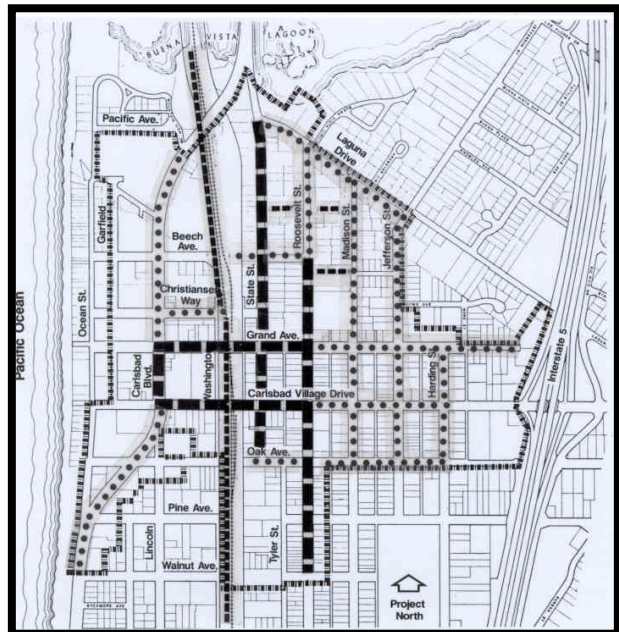 BUENA VISTA LAGOON
Pacific Ave.
Laguna
Drive
Garfield
Roosevelt St.
Madison St.
Jefferson St.
Beech
Ave.
State St.
Ocean St.
Christiansen
Way
Pacific Ocean
Grand Ave.
Interstate 5
Carlsbad
Blvd.
Washington
Harding St.
Carlsbad Village Drive
Oak Ave.
Pine Ave.
Lincoln
Tyler St.
Walnut Ave.
SYCAMORE AVE
Project
North